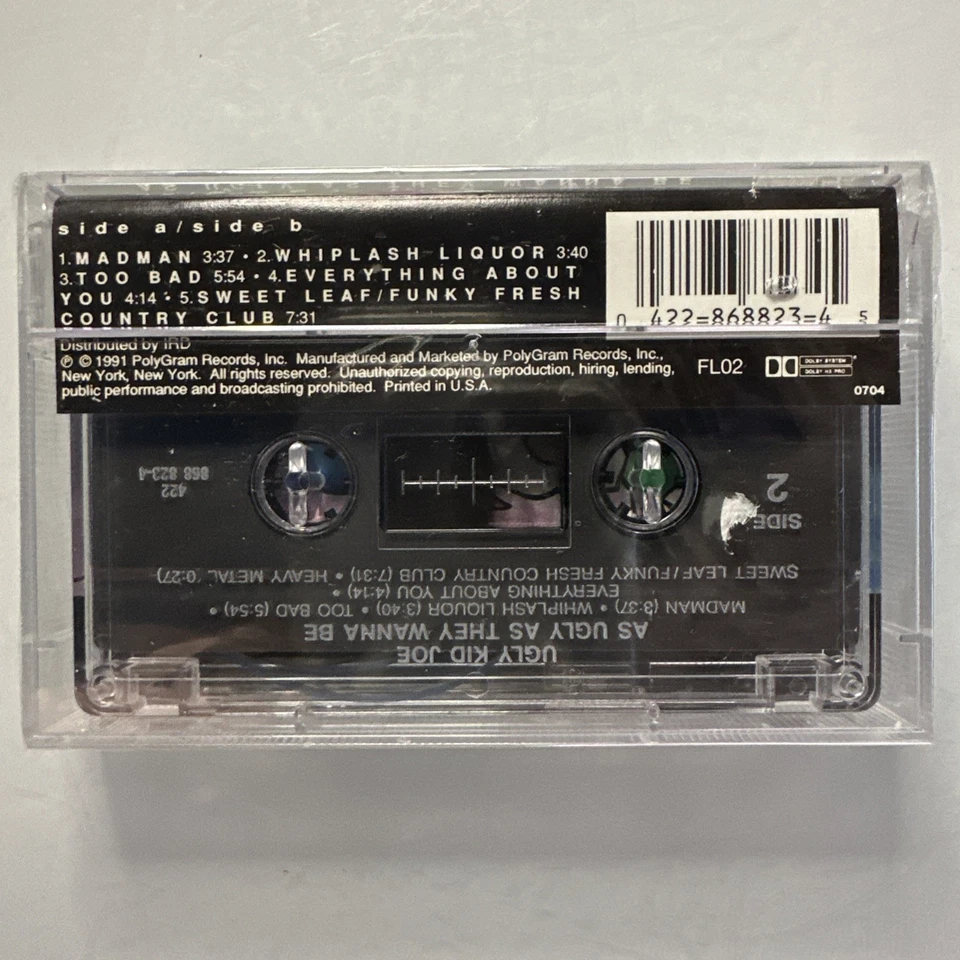 side a/side b
1.MADMAN 3:37 • 2.WHIPLASH LIQUOR 3:40
3.TOO BAD 5:54 • 4.EVERYTHING ABOUT
YOU 4:14 • 5.SWEET LEAF/FUNKY FRESH
COUNTRY CLUB 7:31
0 422-868823-4 5
Distributed by IRD
℗ © 1991 PolyGram Records, Inc. Manufactured and Marketed by PolyGram Records, Inc.,
New York, New York. All rights reserved. Unauthorized copying, reproduction, hiring, lending,
public performance and broadcasting prohibited. Printed in U.S.A.
FL02
DOLBY SYSTEM
DOLBY HX PRO
0704
UGLY KID JOE
AS UGLY AS THEY WANNA BE
MADMAN (3:37) • WHIPLASH LIQUOR (3:40) • TOO BAD (5:54) •
EVERYTHING ABOUT YOU (4:14) •
SWEET LEAF/FUNKY FRESH COUNTRY CLUB (7:31) • HEAVY METAL (0:27)
SIDE
2
422
868 823-4